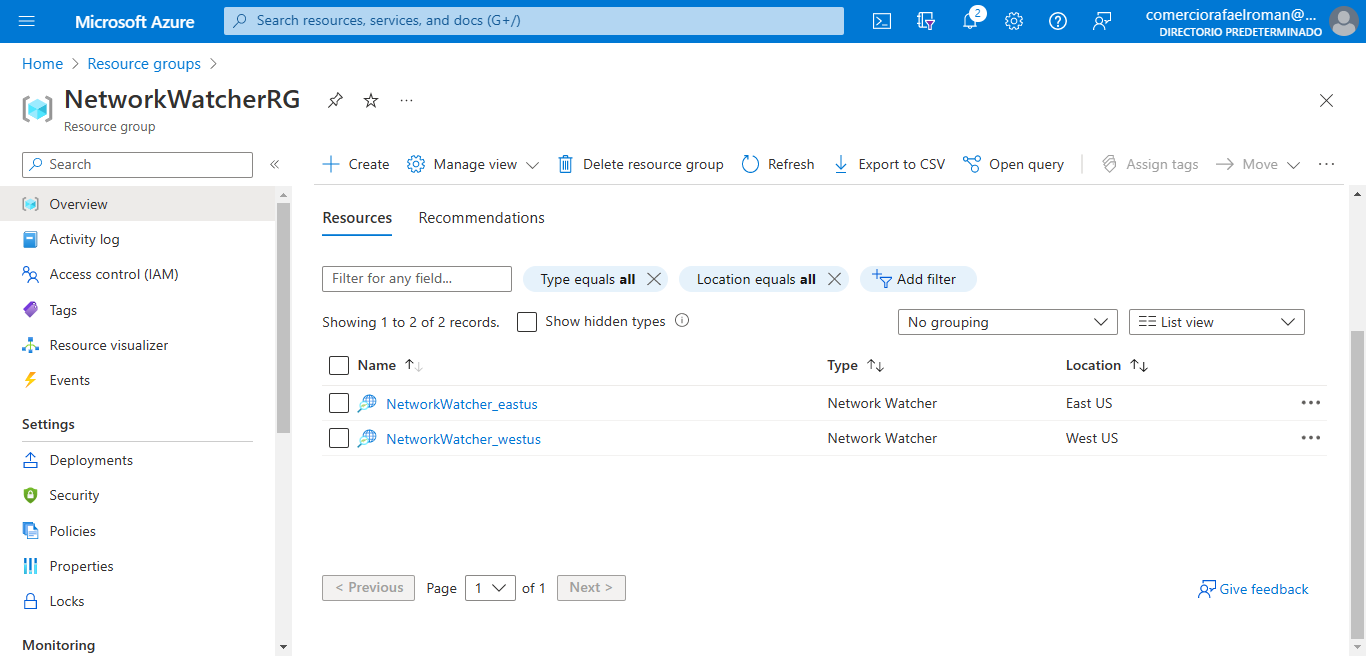 Microsoft Azure
Search resources, services, and docs (G+/)
2
comerciorafaelroman@...
DIRECTORIO PREDETERMINADO
Home > Resource groups >
NetworkWatcherRG
Resource group
Search
Create
Manage view
Delete resource group
Refresh
Export to CSV
Open query
Assign tags
Move
Overview
Activity log
Access control (IAM)
Tags
Resource visualizer
Events
Settings
Deployments
Security
Policies
Properties
Locks
Monitoring
Resources
Recommendations
Filter for any field...
Type equals all
Location equals all
Add filter
Showing 1 to 2 of 2 records.
Show hidden types
No grouping
List view
Name
Type
Location
NetworkWatcher_eastus
Network Watcher
East US
NetworkWatcher_westus
Network Watcher
West US
< Previous
Page 1 of 1
Next >
Give feedback